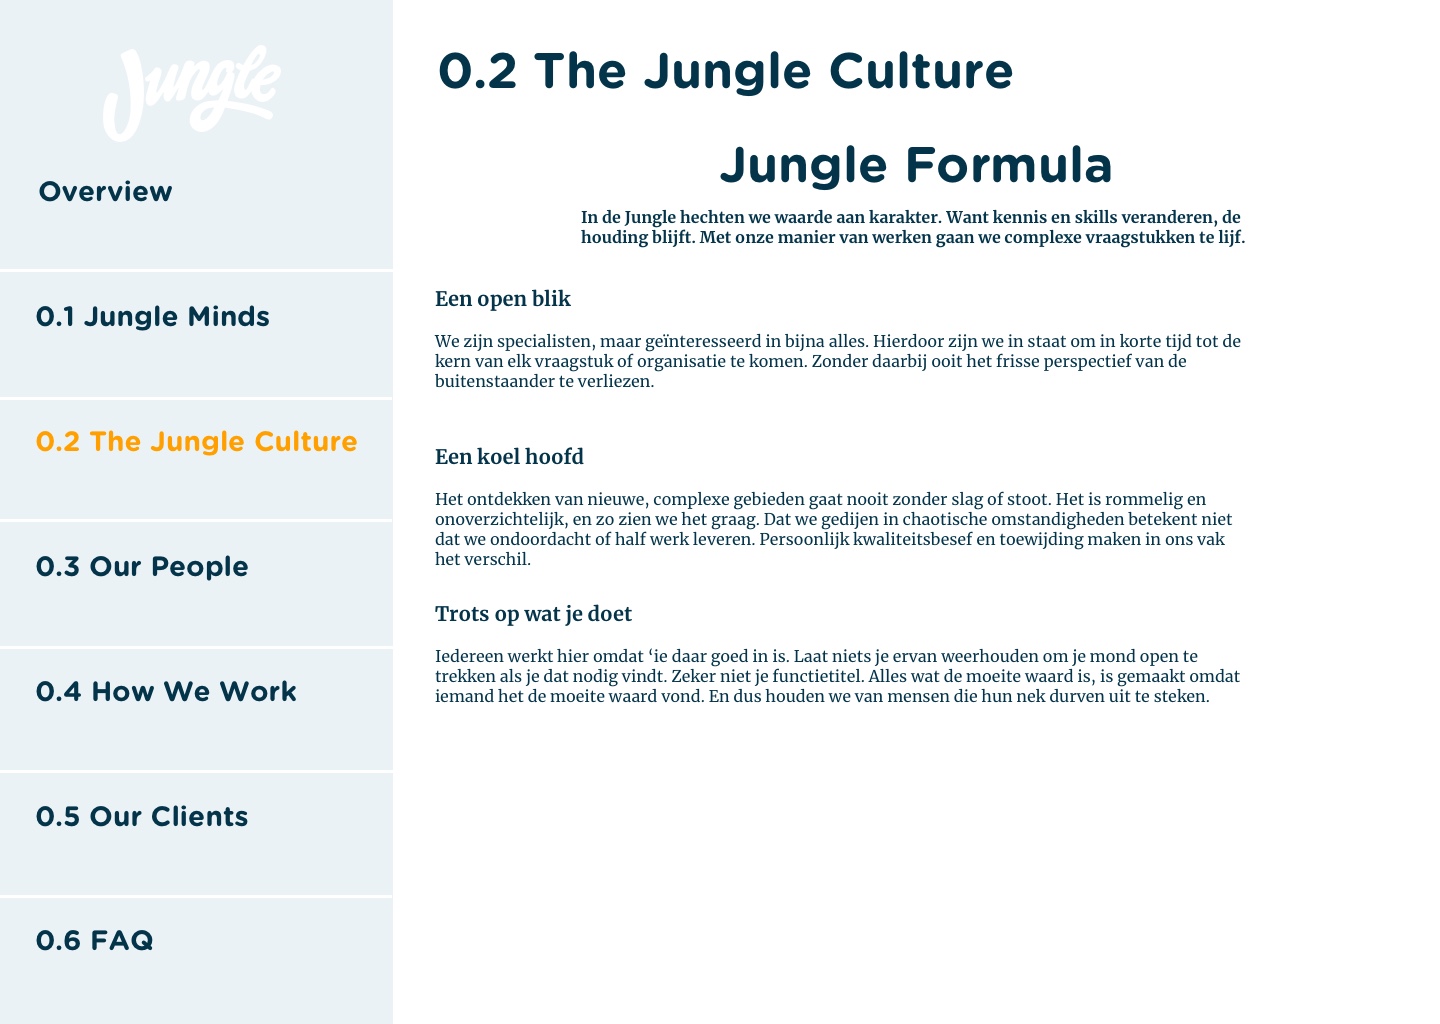 Jungle
Overview
0.1 Jungle Minds
0.2 The Jungle Culture
0.3 Our People
0.4 How We Work
0.5 Our Clients
0.6 FAQ
0.2 The Jungle Culture
Jungle Formula
In de Jungle hechten we waarde aan karakter. Want kennis en skills veranderen, de
houding blijft. Met onze manier van werken gaan we complexe vraagstukken te lijf.
Een open blik
We zijn specialisten, maar geïnteresseerd in bijna alles. Hierdoor zijn we in staat om in korte tijd tot de
kern van elk vraagstuk of organisatie te komen. Zonder daarbij ooit het frisse perspectief van de
buitenstaander te verliezen.
Een koel hoofd
Het ontdekken van nieuwe, complexe gebieden gaat nooit zonder slag of stoot. Het is rommelig en
onoverzichtelijk, en zo zien we het graag. Dat we gedijen in chaotische omstandigheden betekent niet
dat we ondoordacht of half werk leveren. Persoonlijk kwaliteitsbesef en toewijding maken in ons vak
het verschil.
Trots op wat je doet
Iedereen werkt hier omdat ‘ie daar goed in is. Laat niets je ervan weerhouden om je mond open te
trekken als je dat nodig vindt. Zeker niet je functietitel. Alles wat de moeite waard is, is gemaakt omdat
iemand het de moeite waard vond. En dus houden we van mensen die hun nek durven uit te steken.